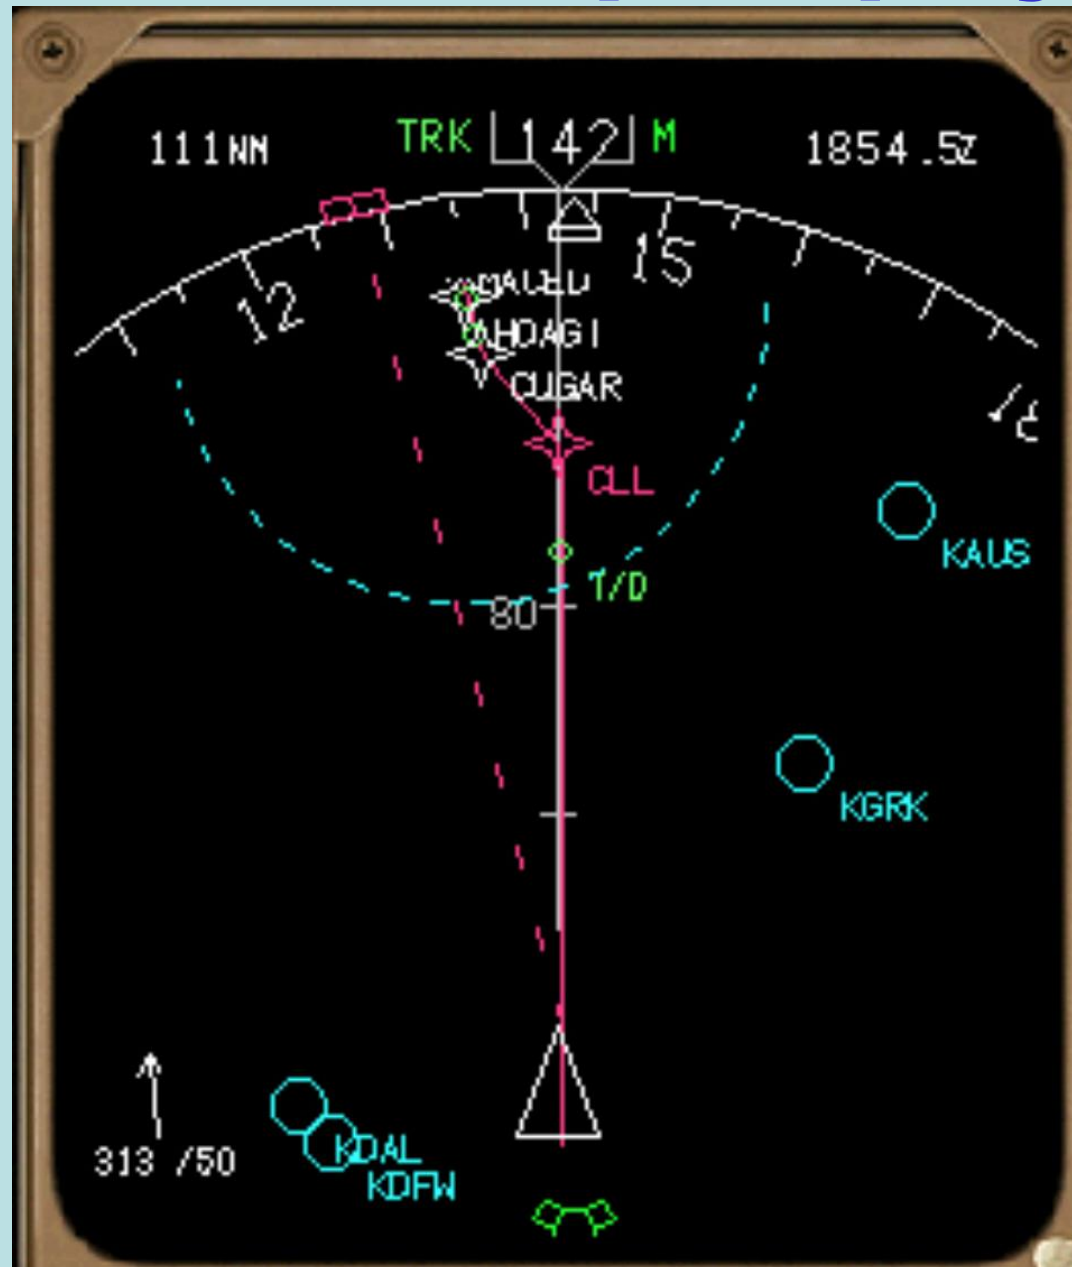 111NM TRK 142 M 1854.5Z
12
15
HOAGI
CUGAR
CLL
KAUS
T/D
80
KGRK
313 /50
KDAL
KDFW